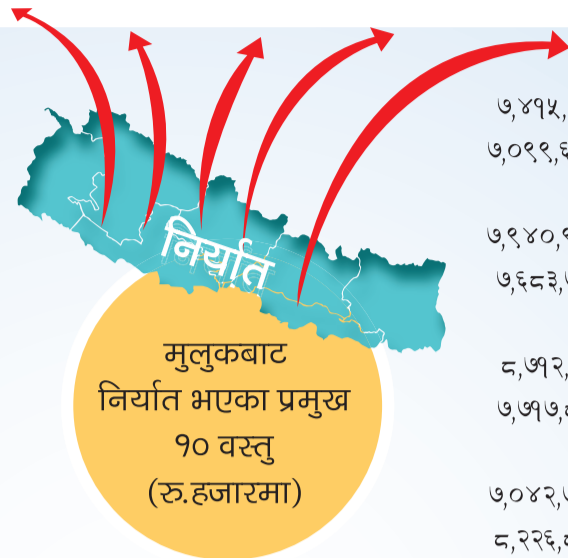 निर्यात
मुलुकबाट
निर्यात भएका प्रमुख
१० वस्तु
(रु.हजारमा)
७,४१५,
७,०९९,६
७,९४०,
७,६८३,
८,७१२,
७,७१७,
७,०४२,
८,२२६,